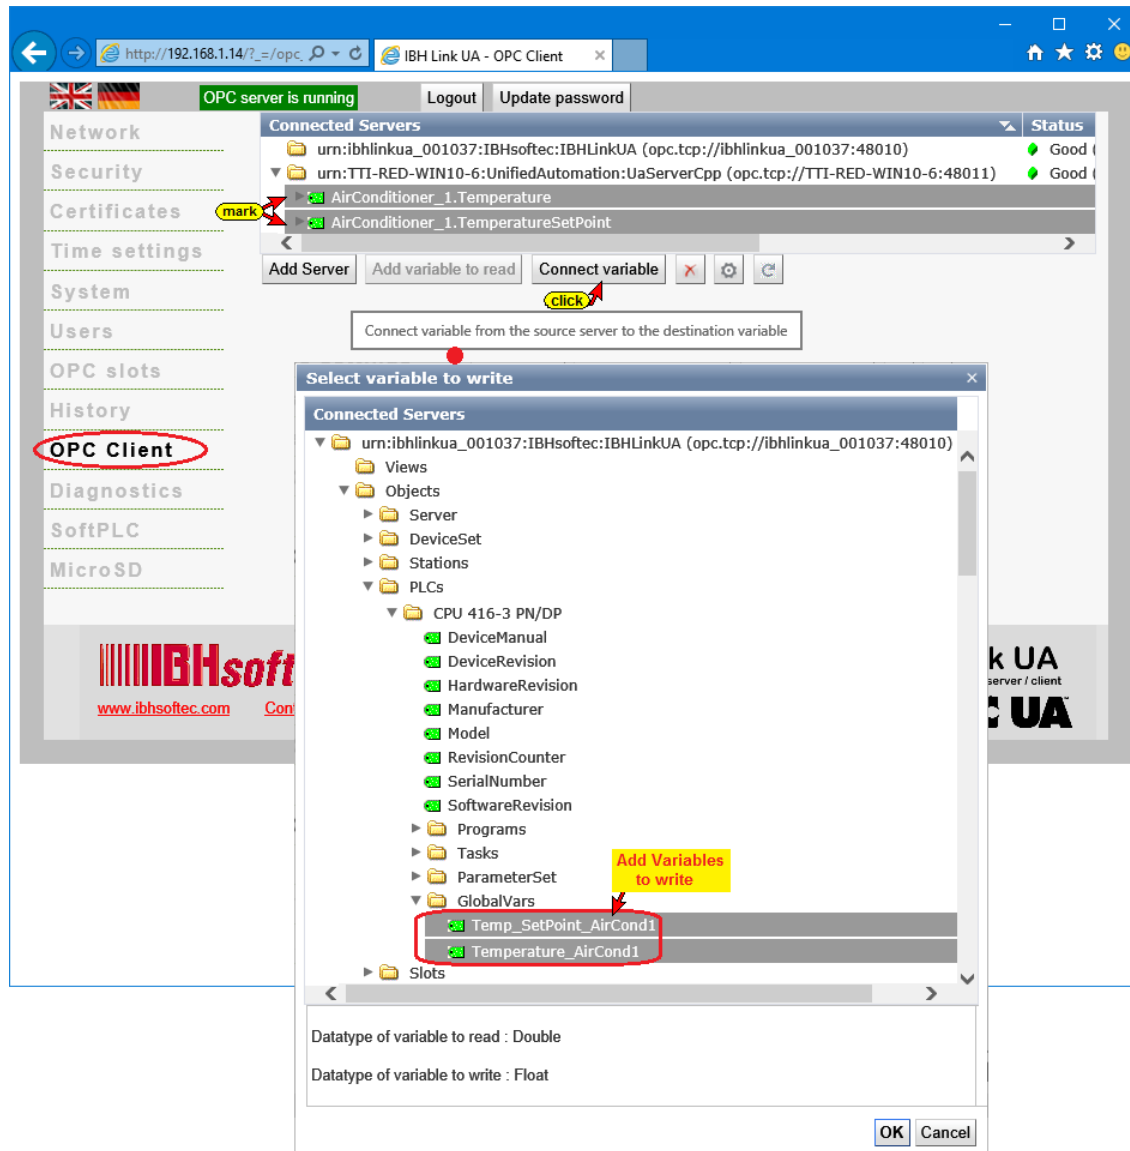 http://192.168.1.14/?_=/opc_
IBH Link UA - OPC Client
OPC server is running
Logout
Update password
Network
Security
Certificates
Time settings
System
Users
OPC slots
History
OPC Client
Diagnostics
SoftPLC
MicroSD
Connected Servers
Status
urn:ibhlinkua_001037:IBHsoftec:IBHLinkUA (opc.tcp://ibhlinkua_001037:48010)
Good (
urn:TTI-RED-WIN10-6:UnifiedAutomation:UaServerCpp (opc.tcp://TTI-RED-WIN10-6:48011)
Good (
mark
AirConditioner_1.Temperature
AirConditioner_1.TemperatureSetPoint
Add Server
Add variable to read
Connect variable
click
Connect variable from the source server to the destination variable
Select variable to write
Connected Servers
urn:ibhlinkua_001037:IBHsoftec:IBHLinkUA (opc.tcp://ibhlinkua_001037:48010)
Views
Objects
Server
DeviceSet
Stations
PLCs
CPU 416-3 PN/DP
DeviceManual
DeviceRevision
HardwareRevision
Manufacturer
Model
RevisionCounter
SerialNumber
SoftwareRevision
Programs
Tasks
ParameterSet
GlobalVars
Add Variables
to write
Temp_SetPoint_AirCond1
Temperature_AirCond1
Slots
Datatype of variable to read : Double
Datatype of variable to write : Float
OK
Cancel
IBHsoft
www.ibhsoftec.com
Con
k UA
server / client
UA